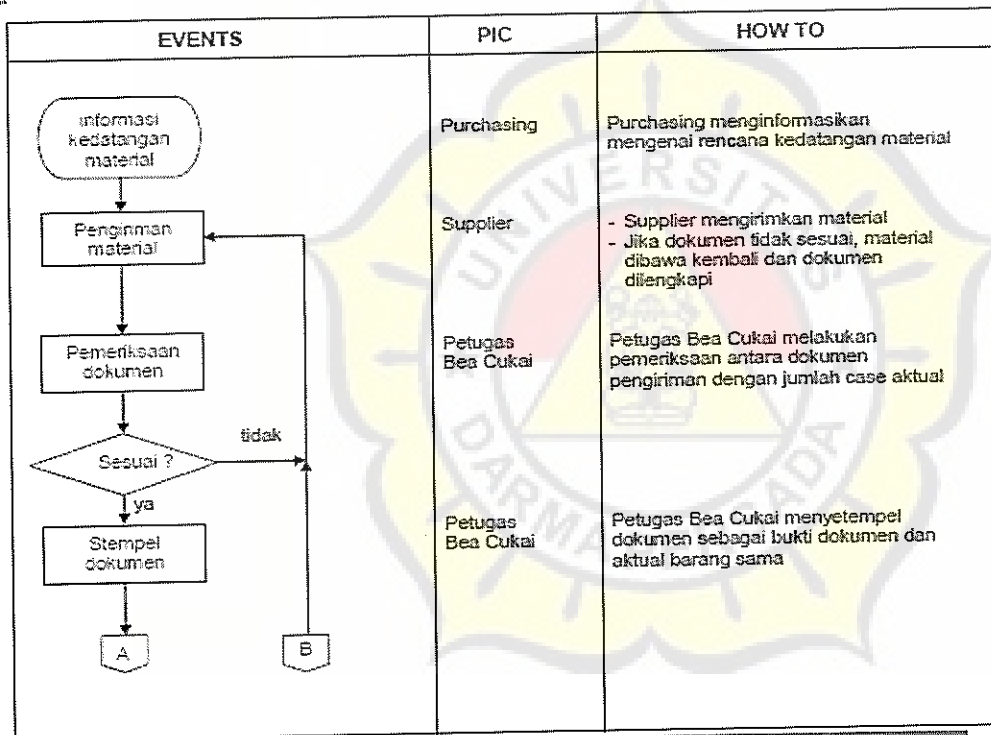 EVENTS
PIC
HOW TO
Informasi
kedatangan
material
Purchasing
Purchasing menginformasikan
mengenai rencana kedatangan material
Pengiriman
material
Supplier
- Supplier mengirimkan material
- Jika dokumen tidak sesuai, material
dibawa kembali dan dokumen
dilengkapi
Pemeriksaan
dokumen
Petugas
Bea Cukai
Petugas Bea Cukai melakukan
pemeriksaan antara dokumen
pengiriman dengan jumlah case aktual
tidak
Sesuai ?
ya
Stempel
dokumen
Petugas
Bea Cukai
Petugas Bea Cukai menyetempel
dokumen sebagai bukti dokumen dan
aktual barang sama
A
B
UNIVERSITAS
DARMA PERSADA